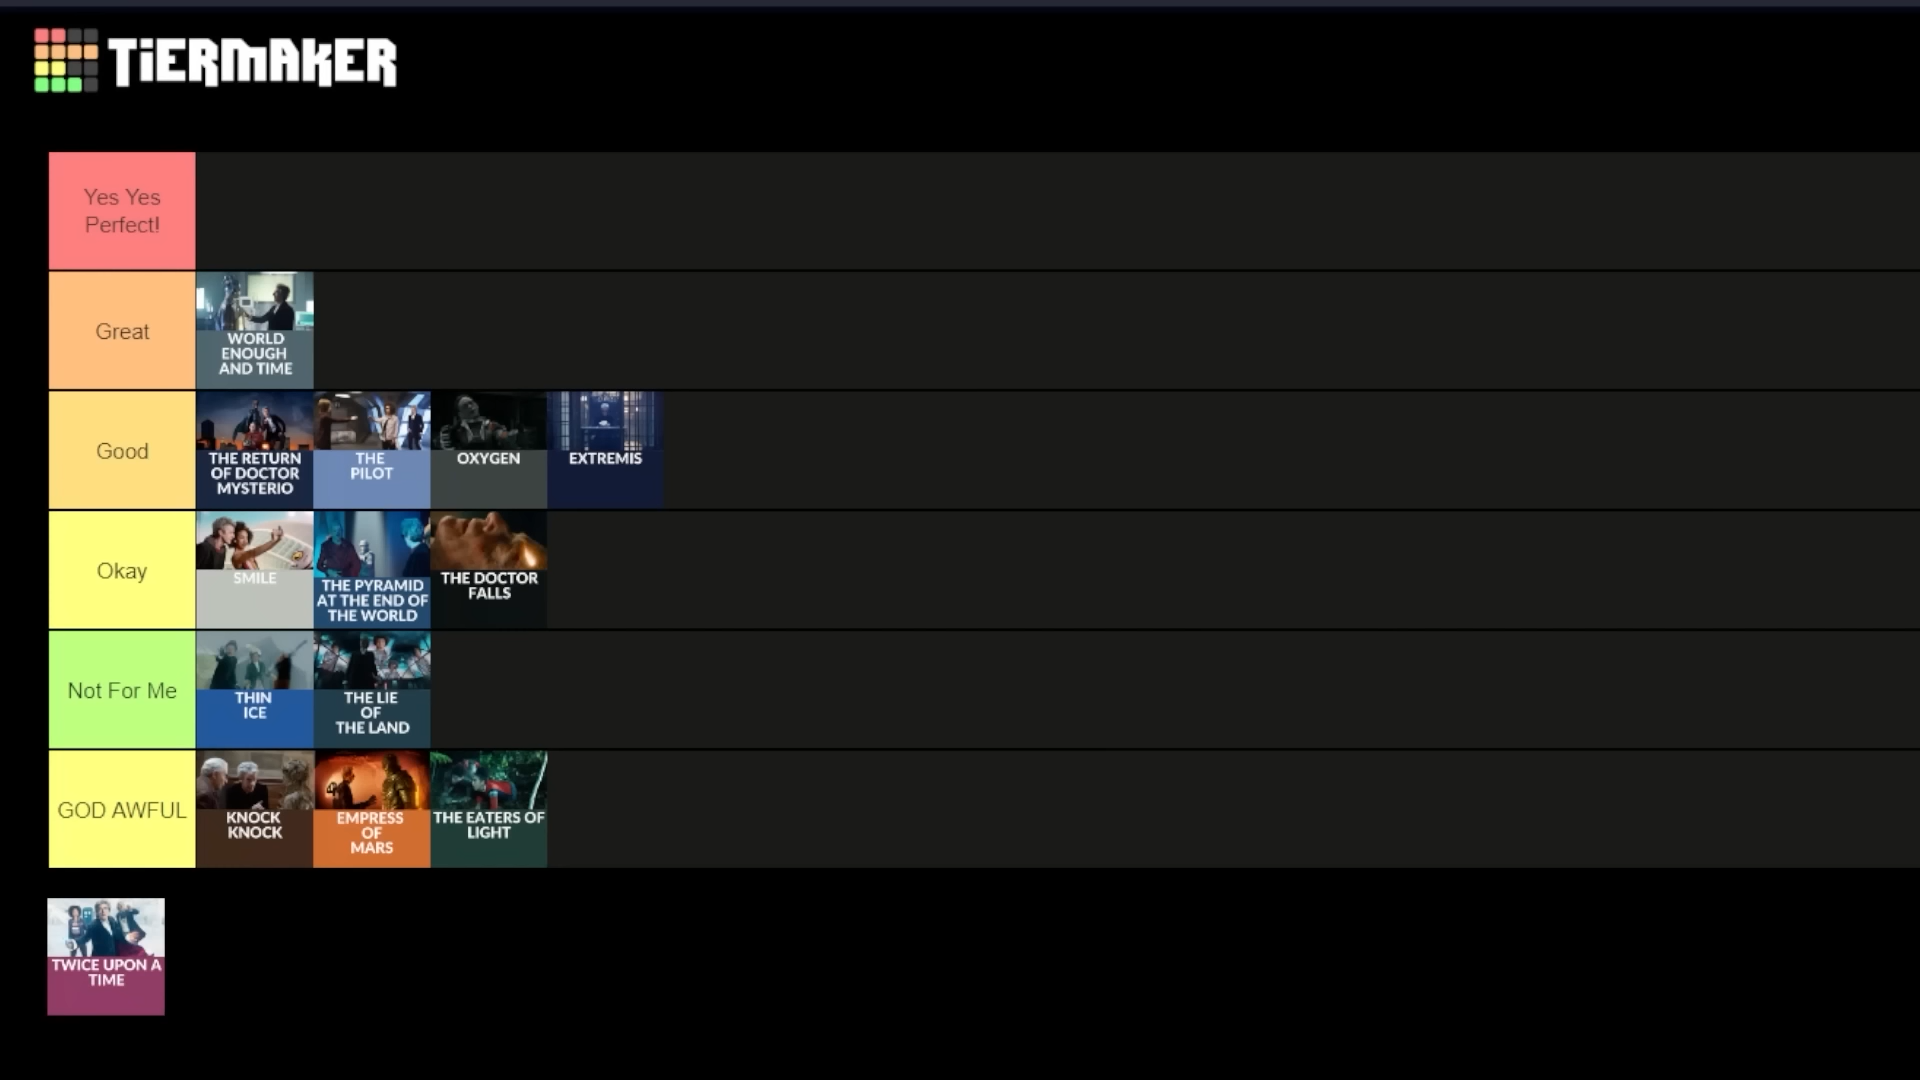 TiERMAKER
Yes Yes
Perfect!
Great
WORLD
ENOUGH
AND TIME
Good
THE RETURN
OF DOCTOR
MYSTERIO
THE
PILOT
OXYGEN
EXTREMIS
Okay
SMILE
THE PYRAMID
AT THE END OF
THE WORLD
THE DOCTOR
FALLS
Not For Me
THIN
ICE
THE LIE
OF
THE LAND
GOD AWFUL
KNOCK
KNOCK
EMPRESS
OF
MARS
THE EATERS OF
LIGHT
TWICE UPON A
TIME